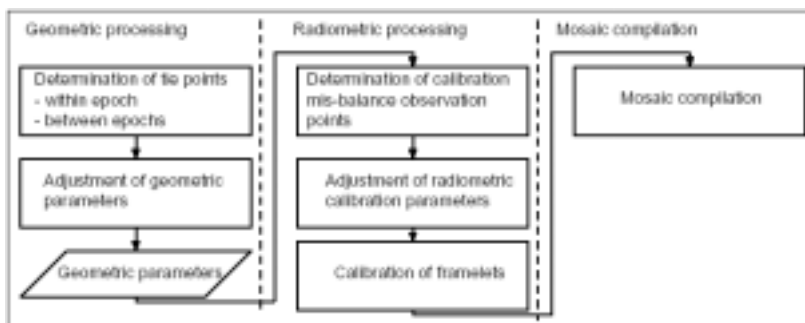 Geometric processing
Determination of tie points
- within epoch
- between epochs
Adjustment of geometric
parameters
Geometric parameters
Radiometric processing
Determination of calibration
mis-balance observation
points
Adjustment of radiometric
calibration parameters
Calibration of framelets
Mosaic compilation
Mosaic compilation